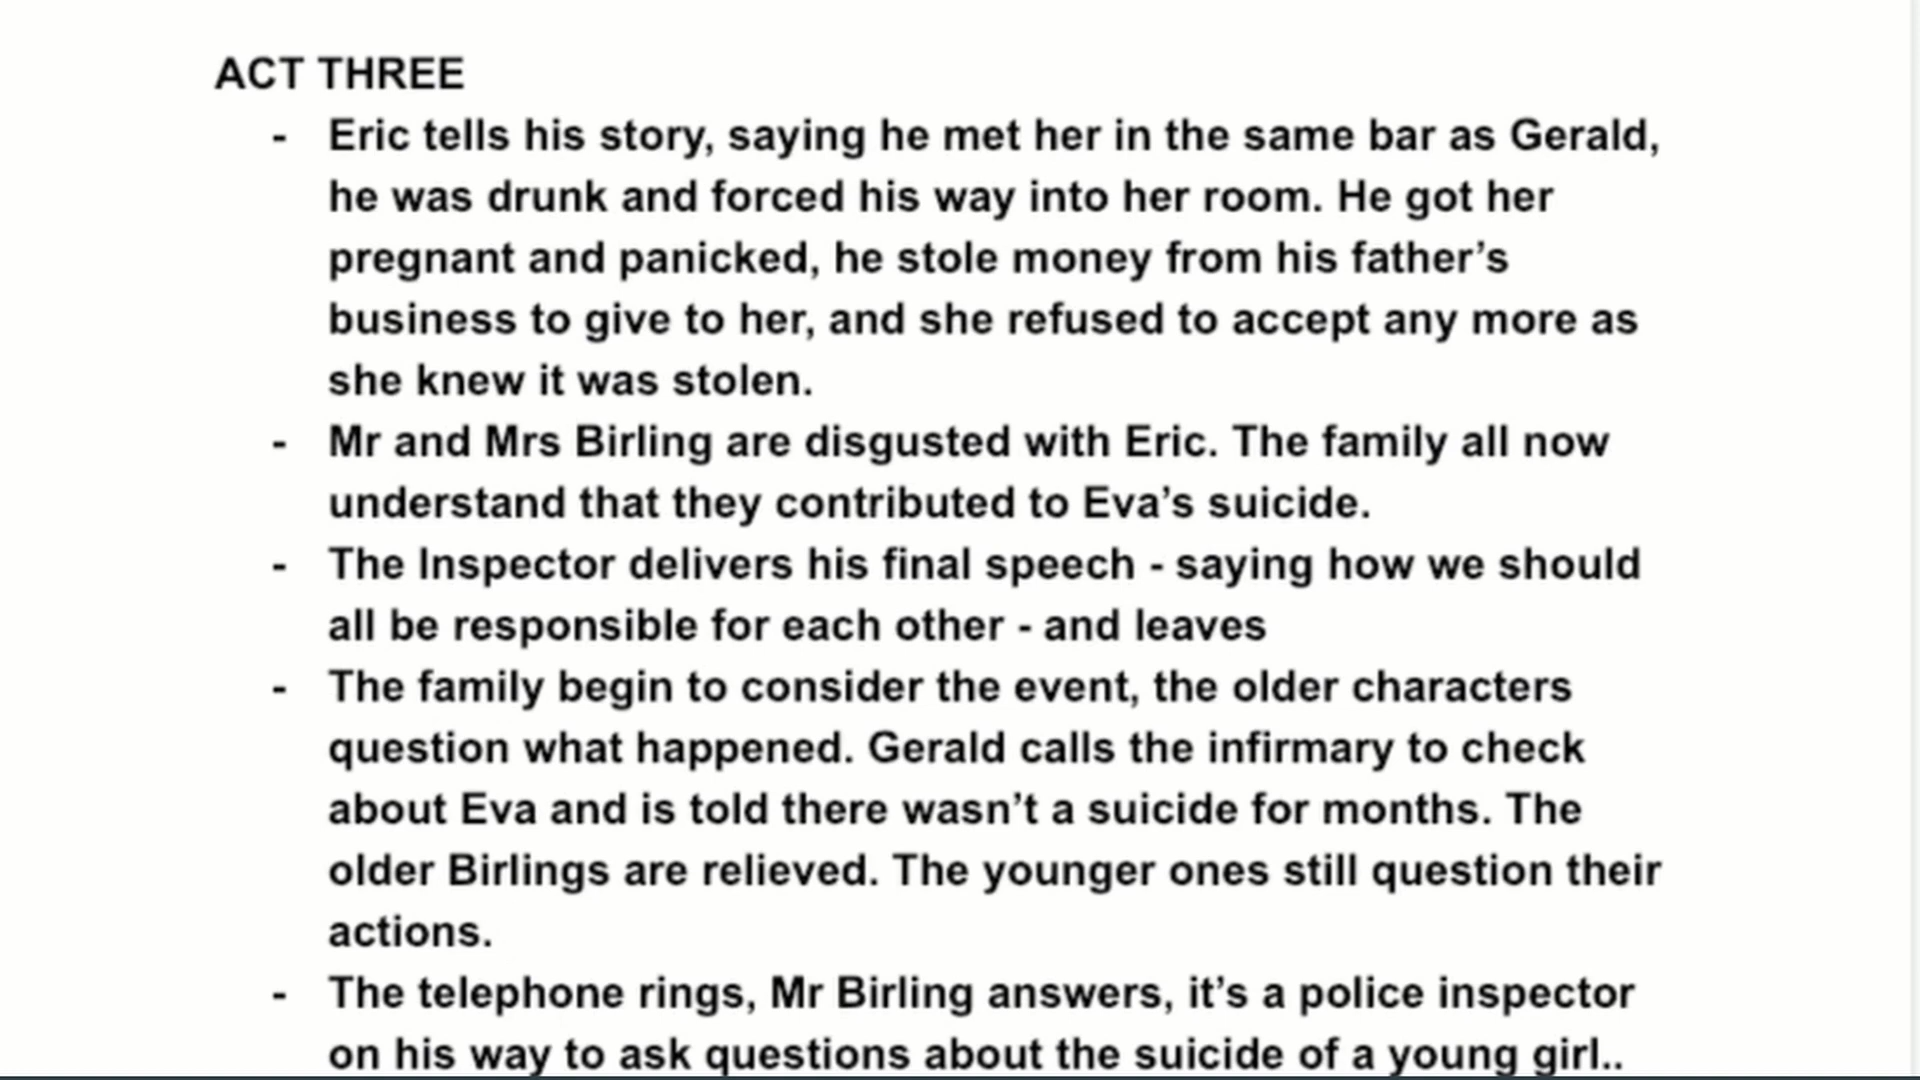 ACT THREE
- Eric tells his story, saying he met her in the same bar as Gerald,
he was drunk and forced his way into her room. He got her
pregnant and panicked, he stole money from his father’s
business to give to her, and she refused to accept any more as
she knew it was stolen.
- Mr and Mrs Birling are disgusted with Eric. The family all now
understand that they contributed to Eva’s suicide.
- The Inspector delivers his final speech - saying how we should
all be responsible for each other - and leaves
- The family begin to consider the event, the older characters
question what happened. Gerald calls the infirmary to check
about Eva and is told there wasn’t a suicide for months. The
older Birlings are relieved. The younger ones still question their
actions.
- The telephone rings, Mr Birling answers, it’s a police inspector
on his way to ask questions about the suicide of a young girl..